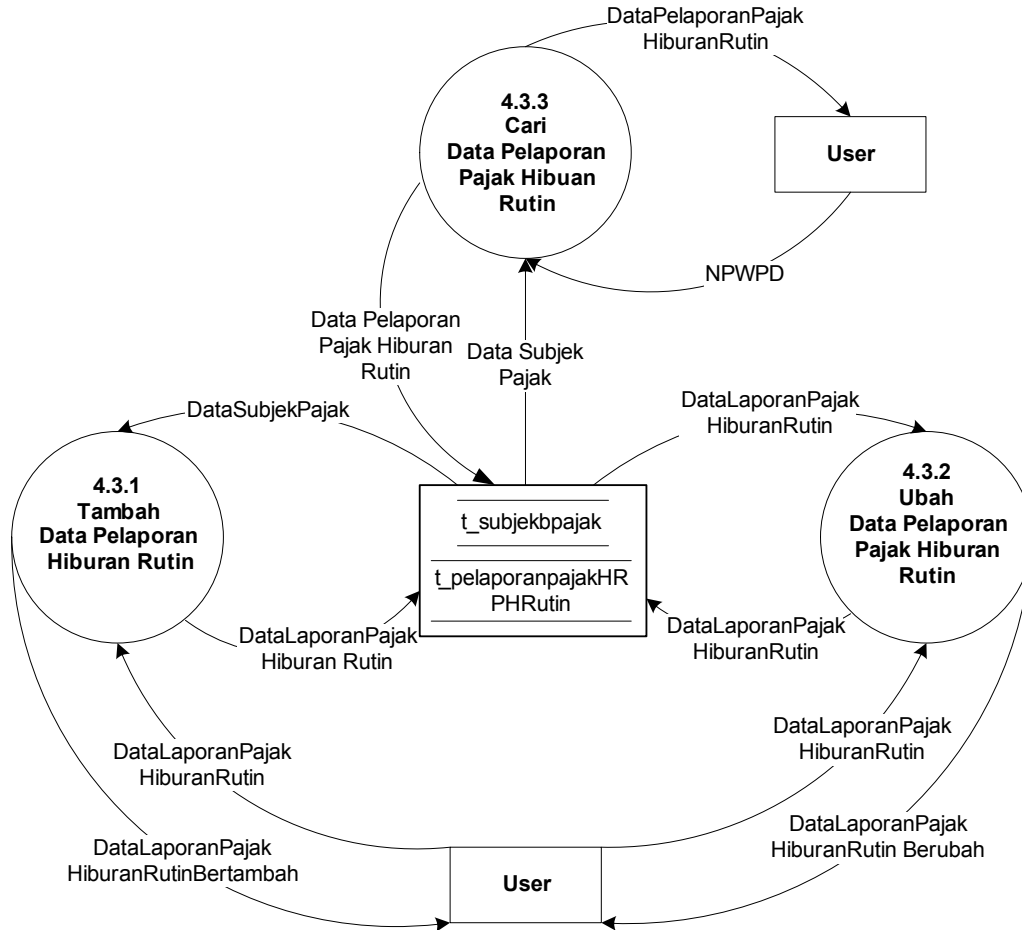 DataPelaporanPajak
HiburanRutin
4.3.3
Cari
Data Pelaporan
Pajak Hibuan
Rutin
User
NPWPD
Data Pelaporan
Pajak Hiburan
Rutin
Data Subjek
Pajak
DataSubjekPajak
DataLaporanPajak
HiburanRutin
4.3.1
Tambah
Data Pelaporan
Hiburan Rutin
t_subjekbpajak
t_pelaporanpajakHR
PHRutin
4.3.2
Ubah
Data Pelaporan
Pajak Hiburan
Rutin
DataLaporanPajak
Hiburan Rutin
DataLaporanPajak
HiburanRutin
DataLaporanPajak
HiburanRutin
DataLaporanPajak
HiburanRutin
DataLaporanPajak
HiburanRutinBertambah
DataLaporanPajak
HiburanRutin Berubah
User